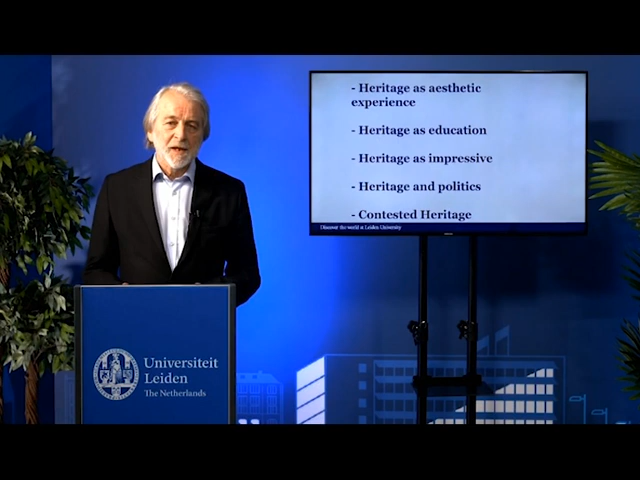 - Heritage as aesthetic
experience
- Heritage as education
- Heritage as impressive
- Heritage and politics
- Contested Heritage
Discover the world at Leiden University
Universiteit
Leiden
The Netherlands